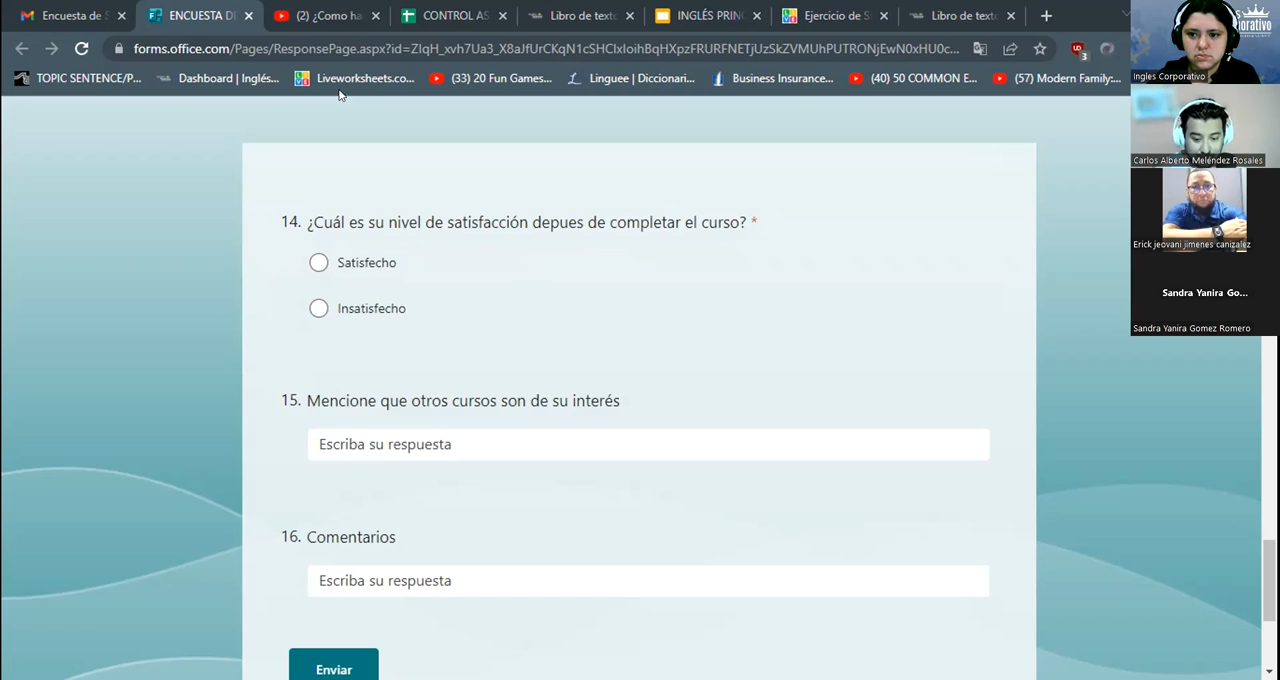 Encuesta de S
ENCUESTA DE
(2) ¿Como ha
CONTROL AS
Libro de texto
INGLÉS PRIN
Ejercicio de S
Libro de texto
forms.office.com/Pages/ResponsePage.aspx?id=
3
TOPIC SENTENCE/P...
Dashboard | Inglés...
Liveworksheets.co...
(33) 20 Fun Games...
Linguee | Diccionari...
Business Insurance...
(40) 50 COMMON E...
(57) Modern Family:...
Ingles Corporativo
Carlos Alberto Meléndez Rosales
Erick jeovani jimenes canizalez
Sandra Yanira Go...
Sandra Yanira Gomez Romero
14. ¿Cuál es su nivel de satisfacción depues de completar el curso? *
Satisfecho
Insatisfecho
15. Mencione que otros cursos son de su interés
Escriba su respuesta
16. Comentarios
Escriba su respuesta
Enviar